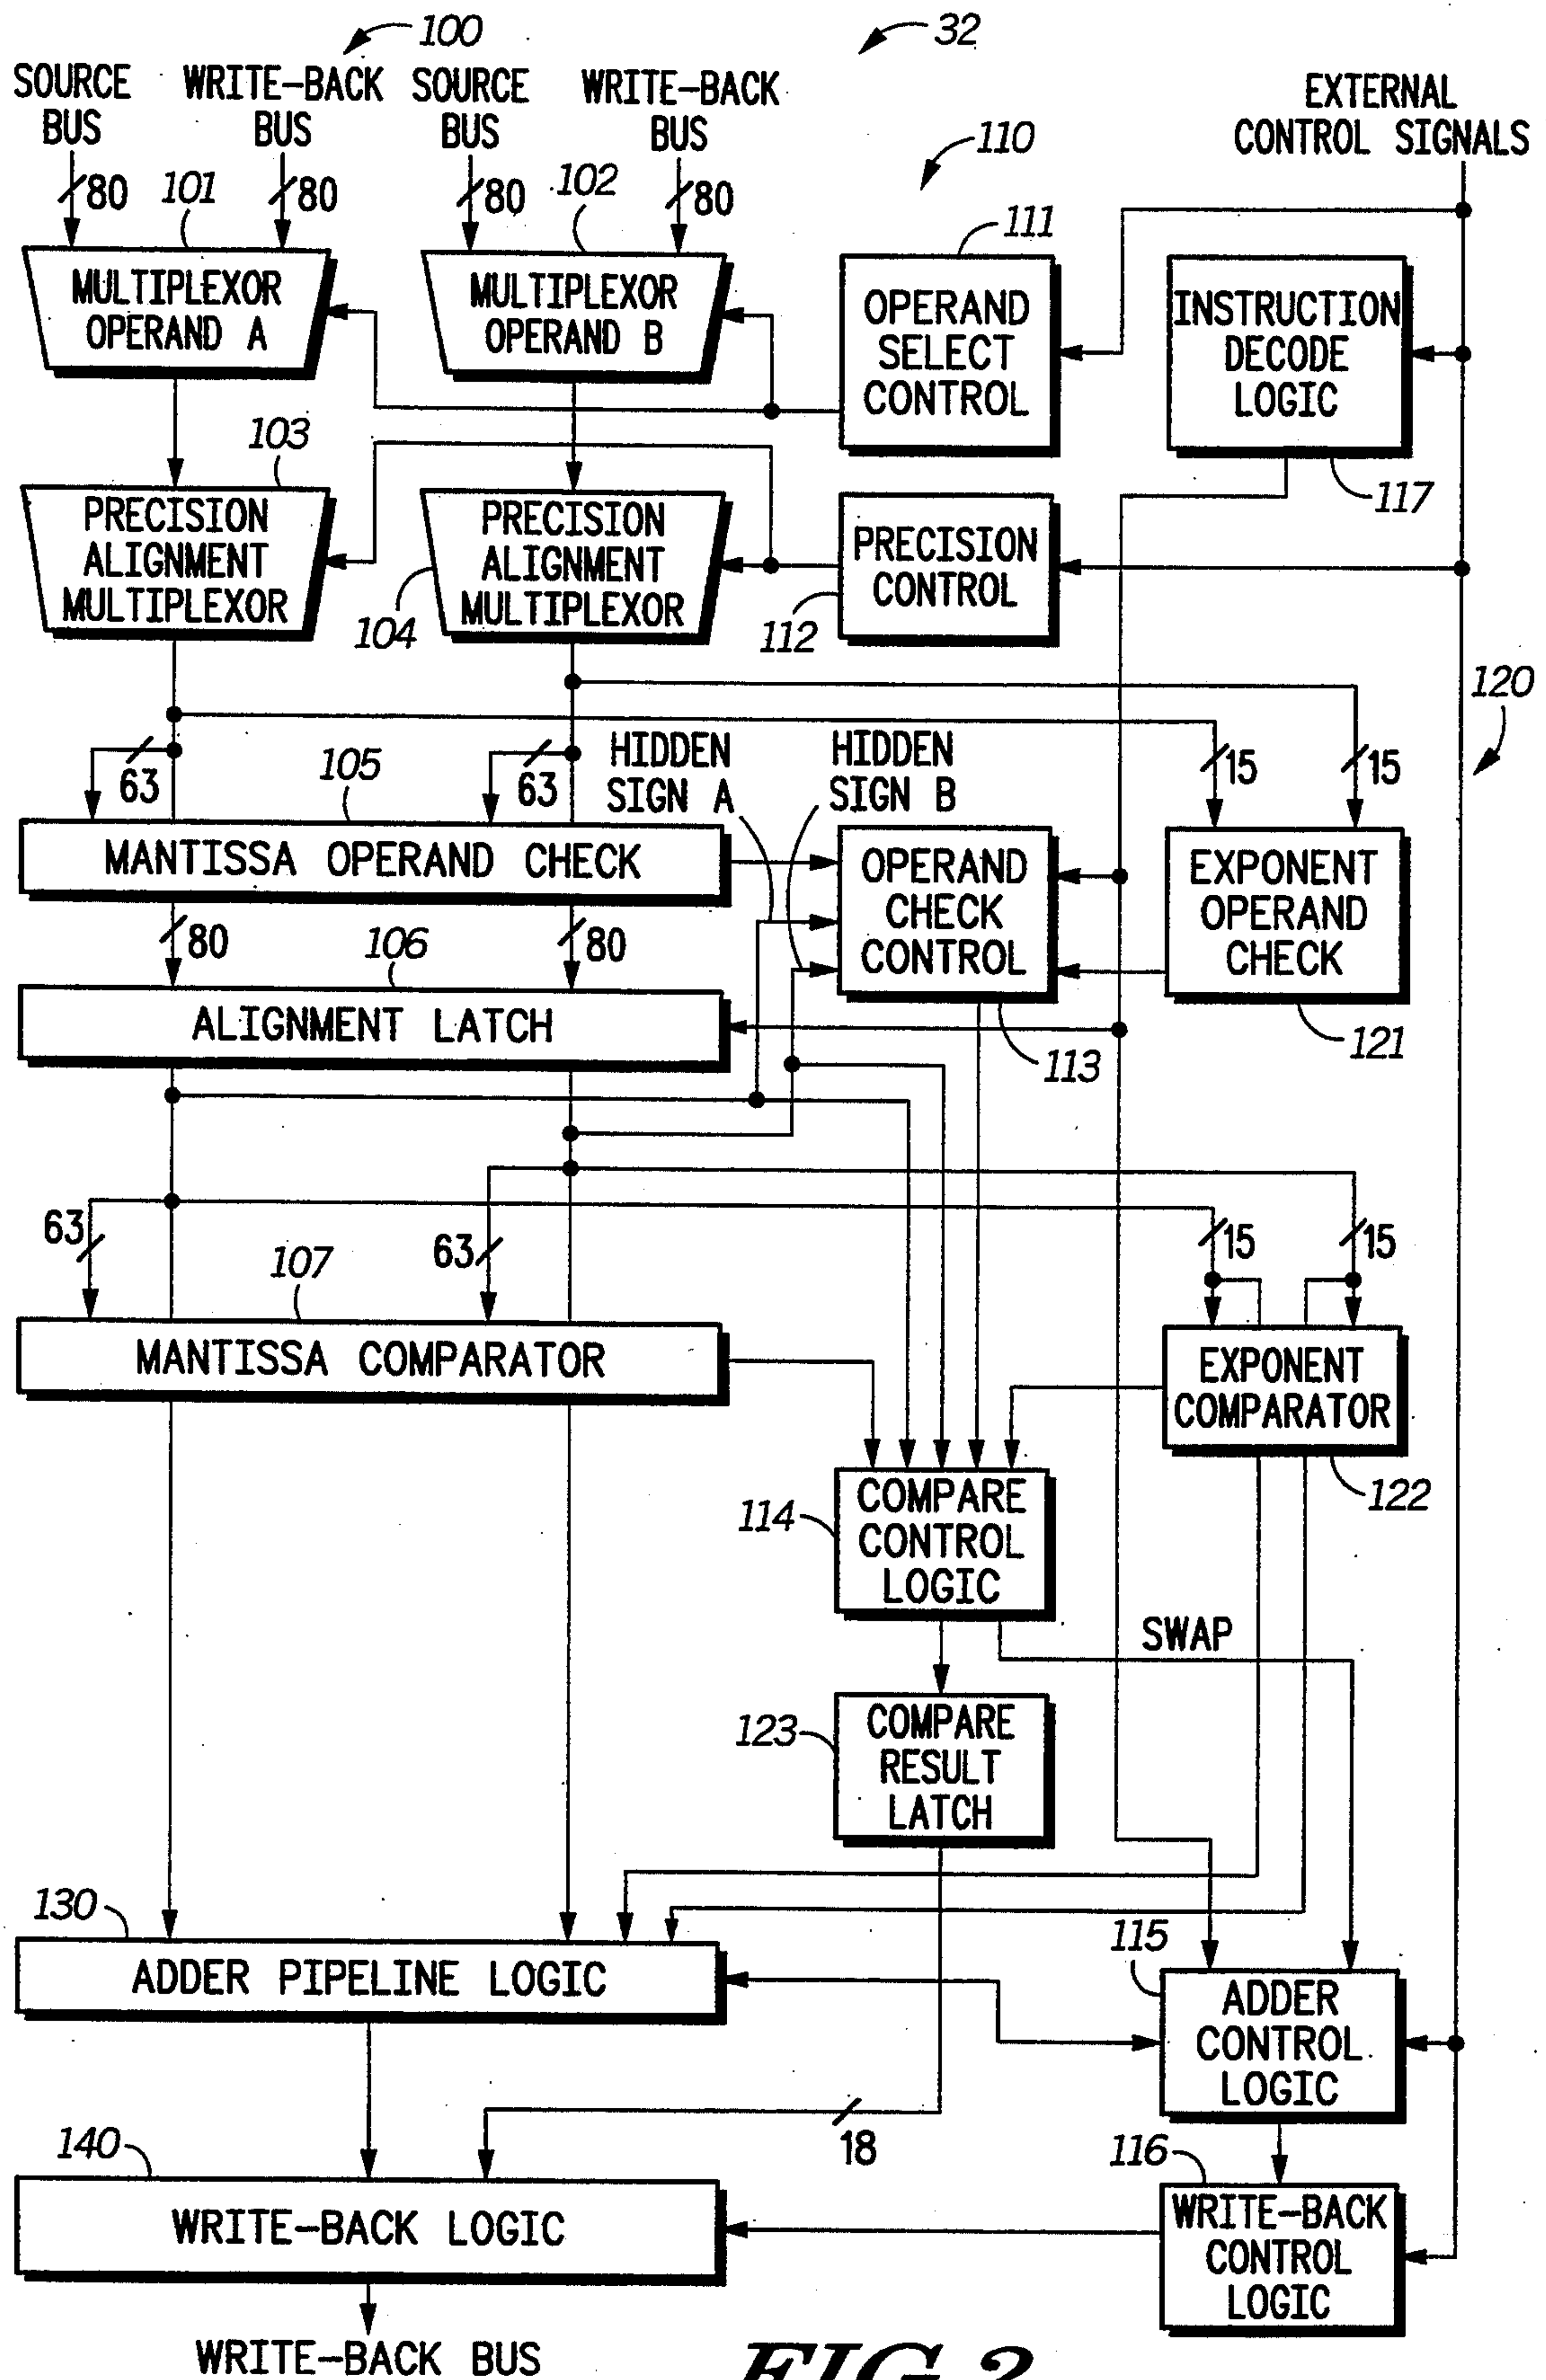 100
32
SOURCE
BUS
WRITE-BACK
BUS
SOURCE
BUS
WRITE-BACK
BUS
EXTERNAL
CONTROL SIGNALS
110
80
101
80
80
102
80
111
MULTIPLEXOR
OPERAND A
MULTIPLEXOR
OPERAND B
OPERAND
SELECT
CONTROL
INSTRUCTION
DECODE
LOGIC
103
117
PRECISION
ALIGNMENT
MULTIPLEXOR
PRECISION
ALIGNMENT
MULTIPLEXOR
PRECISION
CONTROL
104
112
120
63
105
63
HIDDEN
SIGN A
HIDDEN
SIGN B
15
15
MANTISSA OPERAND CHECK
OPERAND
CHECK
CONTROL
EXPONENT
OPERAND
CHECK
80
106
80
ALIGNMENT LATCH
113
121
63
63
15
15
107
MANTISSA COMPARATOR
EXPONENT
COMPARATOR
122
114
COMPARE
CONTROL
LOGIC
SWAP
123
COMPARE
RESULT
LATCH
130
115
ADDER PIPELINE LOGIC
ADDER
CONTROL
LOGIC
18
140
116
WRITE-BACK LOGIC
WRITE-BACK
CONTROL
LOGIC
WRITE-BACK BUS
FIG.2